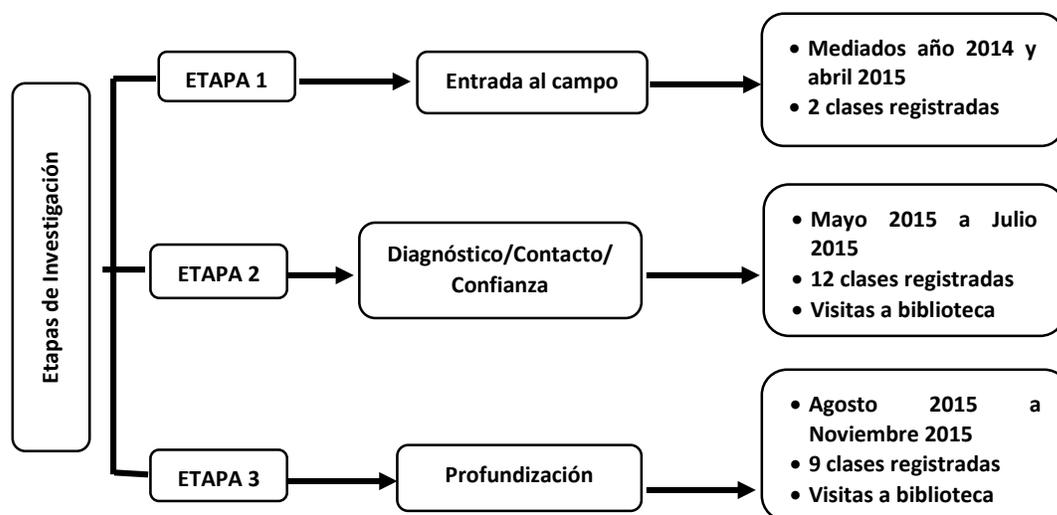 Etapas de Investigación
ETAPA 1
Entrada al campo
• Mediados año 2014 y
abril 2015
• 2 clases registradas
ETAPA 2
Diagnóstico/Contacto/
Confianza
• Mayo 2015 a Julio
2015
• 12 clases registradas
• Visitas a biblioteca
ETAPA 3
Profundización
• Agosto 2015 a
Noviembre 2015
• 9 clases registradas
• Visitas a biblioteca